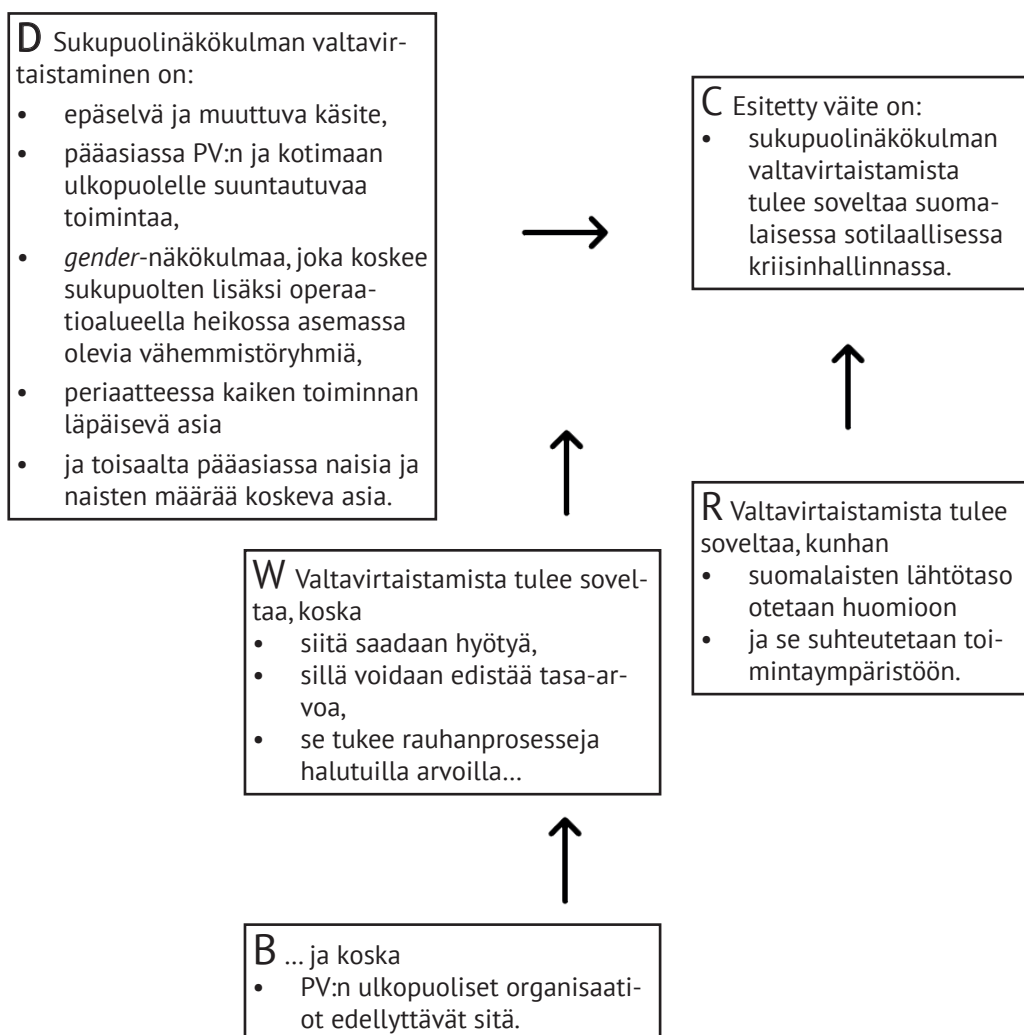 D Sukupuolinäkökulman valtavir-
taistaminen on:
• epäselvä ja muuttuva käsite,
• pääasiassa PV:n ja kotimaan
ulkopuolelle suuntautuvaa
toimintaa,
• gender-näkökulmaa, joka koskee
sukupuolten lisäksi operaa-
tioalueella heikossa asemassa
olevia vähemmistöryhmiä,
• periaatteessa kaiken toiminnan
läpäisevä asia
• ja toisaalta pääasiassa naisia ja
naisten määrää koskeva asia.
C Esitetty väite on:
• sukupuolinäkökulman
valtavirtaistamista
tulee soveltaa suoma-
laisessa sotilaallisessa
kriisinhallinnassa.
W Valtavirtaistamista tulee sovel-
taa, koska
• siitä saadaan hyötyä,
• sillä voidaan edistää tasa-ar-
voa,
• se tukee rauhanprosesseja
halutuilla arvoilla...
R Valtavirtaistamista tulee
soveltaa, kunhan
• suomalaisten lähtötaso
otetaan huomioon
• ja se suhteutetaan toi-
mintaympäristöön.
B ... ja koska
• PV:n ulkopuoliset organisaati-
ot edellyttävät sitä.